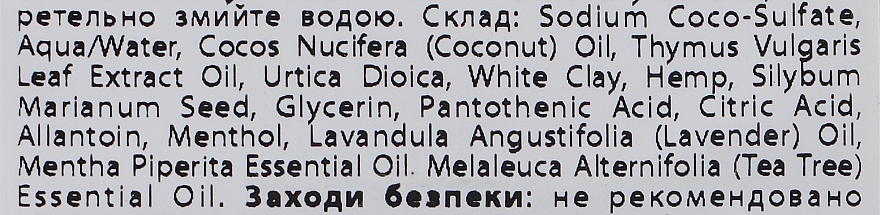 ретельно змийте водою. Склад: Sodium Coco-Sulfate,
Aqua/Water, Cocos Nucifera (Coconut) Oil, Thymus Vulgaris
Leaf Extract Oil, Urtica Dioica, White Clay, Hemp, Silybum
Marianum Seed, Glycerin, Pantothenic Acid, Citric Acid,
Allantoin, Menthol, Lavandula Angustifolia (Lavender) Oil,
Mentha Piperita Essential Oil. Melaleuca Alternifolia (Tea Tree)
Essential Oil. Заходи безпеки: не рекомендовано